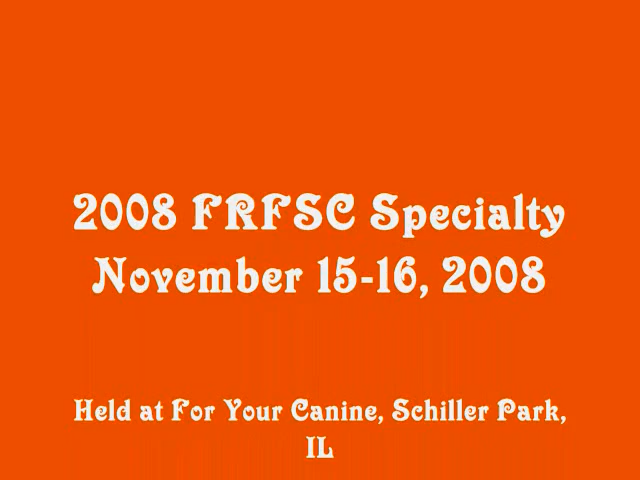 2008 FRFSC Specialty
November 15-16, 2008
Held at For Your Canine, Schiller Park,
IL